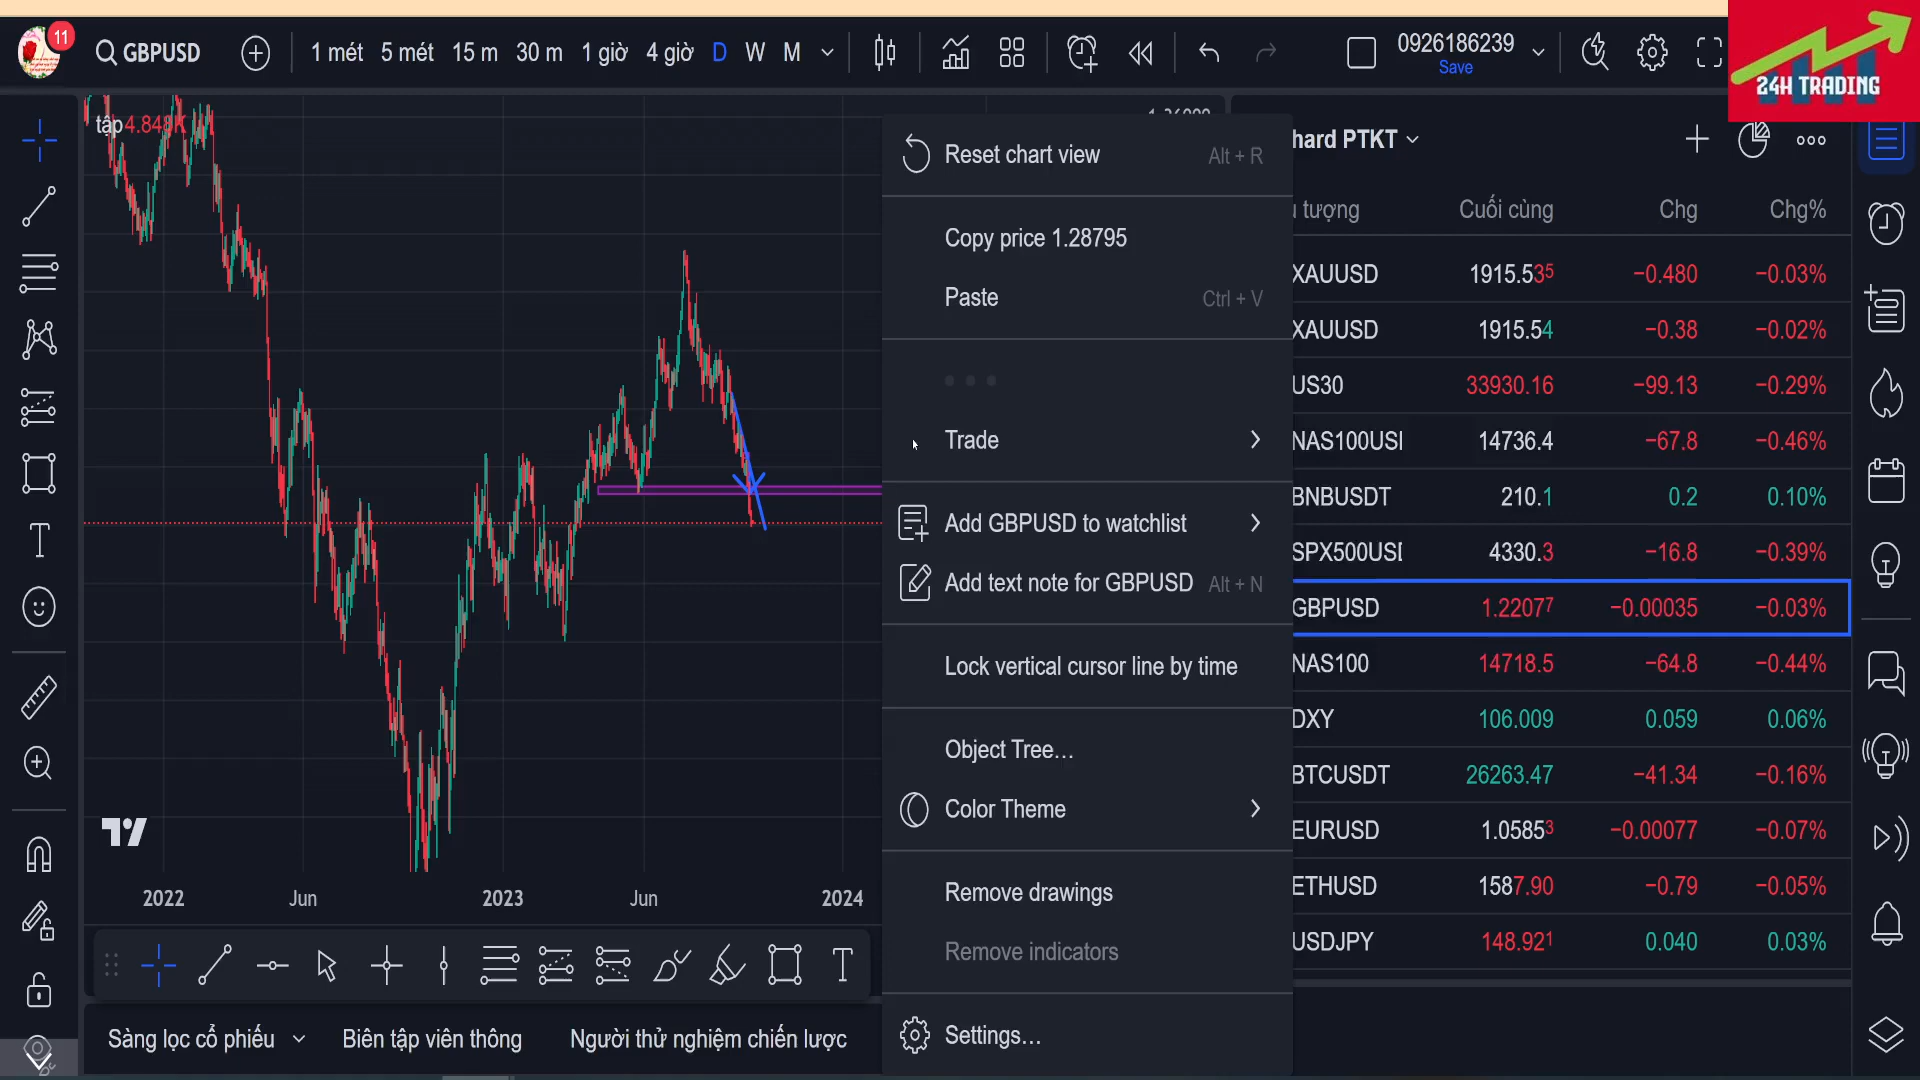 11
GBPUSD
1 mét 5 mét 15 m 30 m 1 giờ 4 giờ D W M
0926186239
Save
24H TRADING
tập 4.848K
Reset chart view Alt + R
Copy price 1.28795
Paste Ctrl + V
Trade
Add GBPUSD to watchlist
Add text note for GBPUSD Alt + N
Lock vertical cursor line by time
Object Tree...
Color Theme
Remove drawings
Remove indicators
Settings...
hard PTKT
tượng Cuối cùng Chg Chg%
XAUUSD 1915.535 −0.480 −0.03%
XAUUSD 1915.54 −0.38 −0.02%
US30 33930.16 −99.13 −0.29%
NAS100USI 14736.4 −67.8 −0.46%
BNBUSDT 210.1 0.2 0.10%
SPX500USI 4330.3 −16.8 −0.39%
GBPUSD 1.22077 −0.00035 −0.03%
NAS100 14718.5 −64.8 −0.44%
DXY 106.009 0.059 0.06%
BTCUSDT 26263.47 −41.34 −0.16%
EURUSD 1.05853 −0.00077 −0.07%
ETHUSD 1587.90 −0.79 −0.05%
USDJPY 148.921 0.040 0.03%
2022 Jun 2023 Jun 2024
Sàng lọc cổ phiếu Biên tập viên thông Người thử nghiệm chiến lược